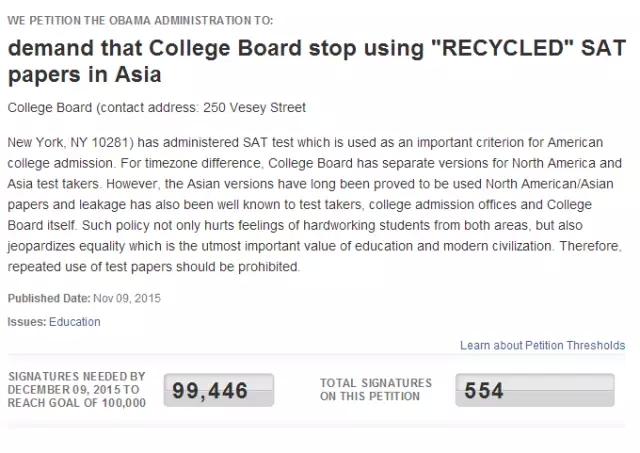 WE PETITION THE OBAMA ADMINISTRATION TO:
demand that College Board stop using "RECYCLED" SAT
papers in Asia
College Board (contact address: 250 Vesey Street
New York, NY 10281) has administered SAT test which is used as an important criterion for American
college admission. For timezone difference, College Board has separate versions for North America and
Asia test takers. However, the Asian versions have long been proved to be used North American/Asian
papers and leakage has also been well known to test takers, college admission offices and College
Board itself. Such policy not only hurts feelings of hardworking students from both areas, but also
jeopardizes equality which is the utmost important value of education and modern civilization. Therefore,
repeated use of test papers should be prohibited.
Published Date: Nov 09, 2015
Issues: Education
Learn about Petition Thresholds
SIGNATURES NEEDED BY
DECEMBER 09, 2015 TO
REACH GOAL OF 100,000
99,446
TOTAL SIGNATURES
ON THIS PETITION
554